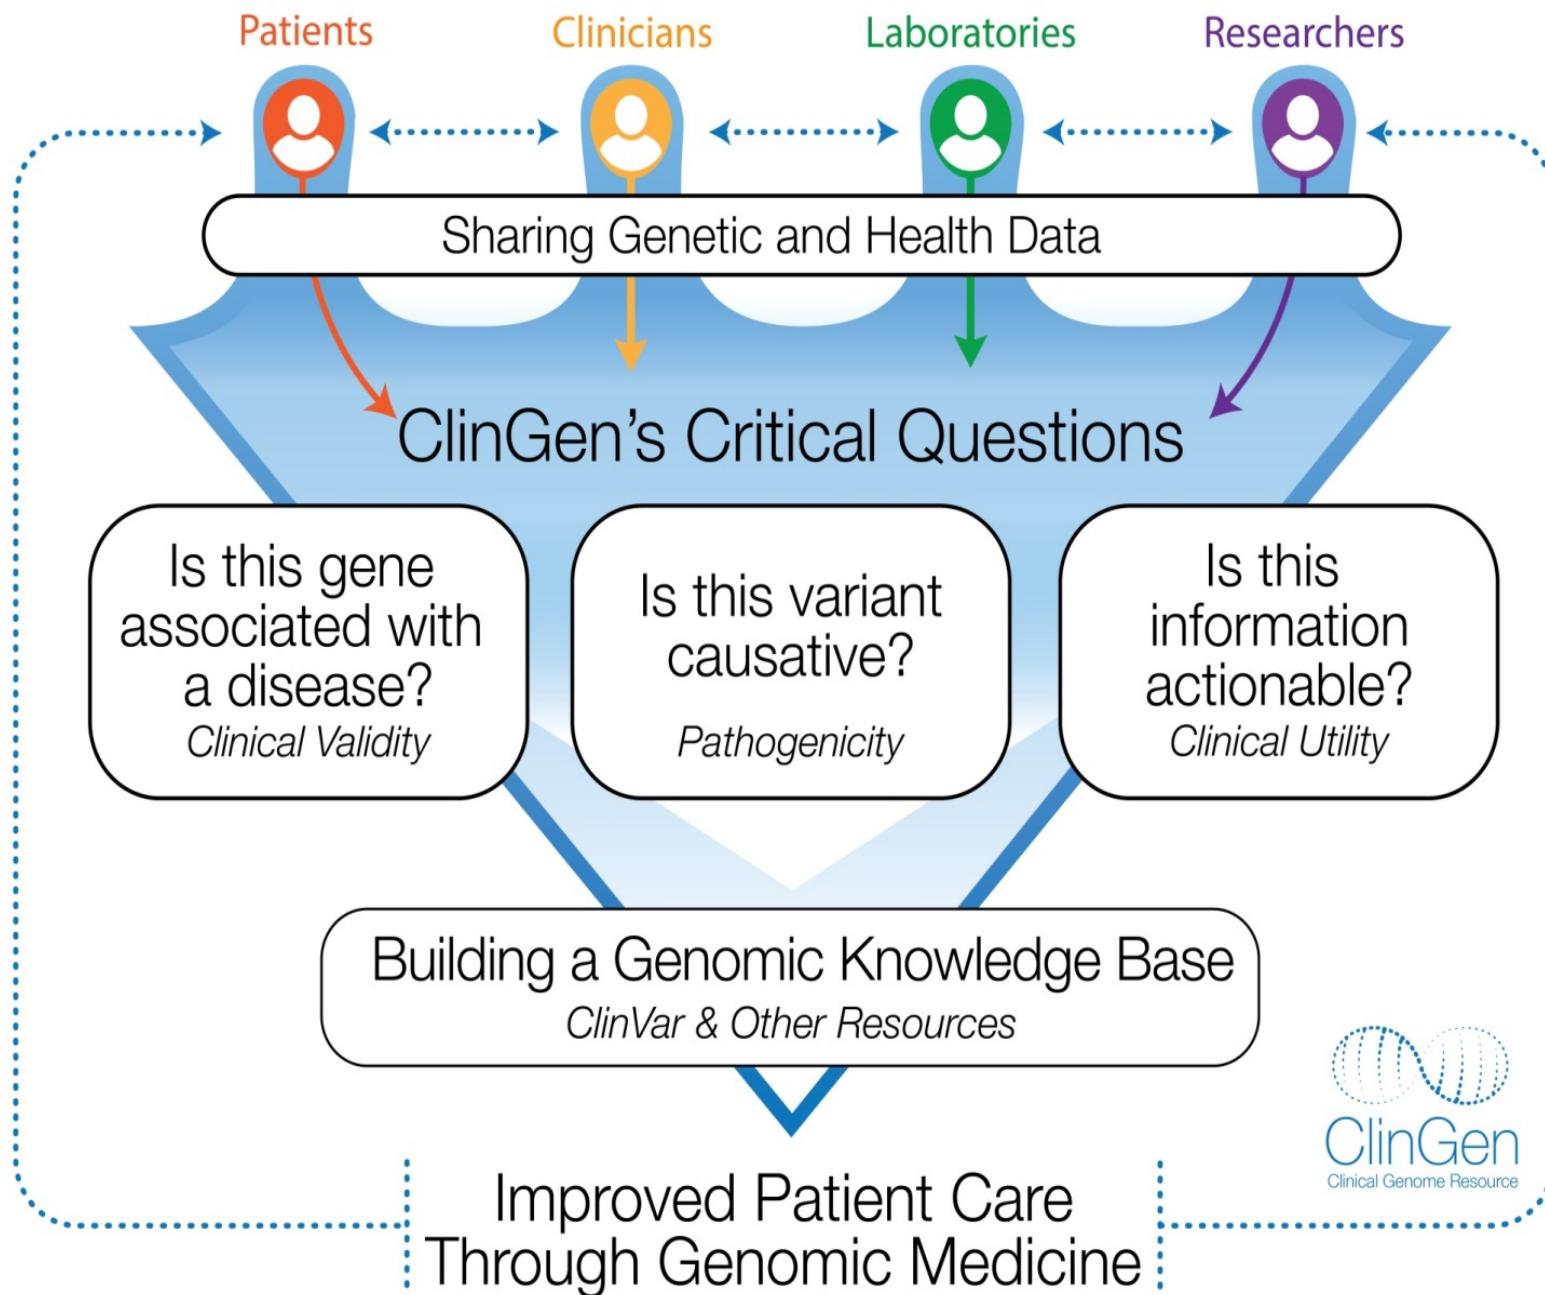 Patients
Clinicians
Laboratories
Researchers
Sharing Genetic and Health Data
ClinGen’s Critical Questions
Is this gene
associated with
a disease?
Clinical Validity
Is this variant
causative?
Pathogenicity
Is this
information
actionable?
Clinical Utility
Building a Genomic Knowledge Base
ClinVar & Other Resources
ClinGen
Clinical Genome Resource
Improved Patient Care
Through Genomic Medicine